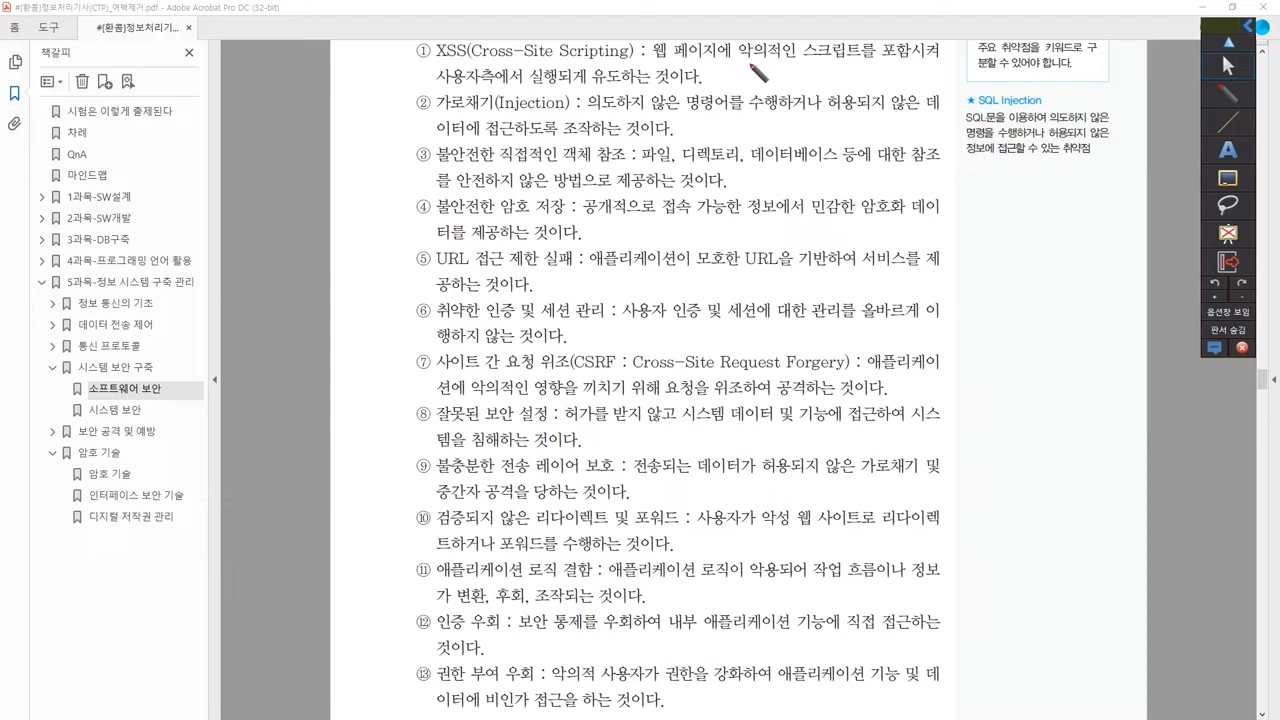 #[환콤]정보처리기사(CTP)_여백제거.pdf - Adobe Acrobat Pro DC (32-bit)
홈 도구 #[환콤]정보처리기...
책갈피
시험은 이렇게 출제된다
차례
QnA
마인드맵
1과목-SW설계
2과목-SW개발
3과목-DB구축
4과목-프로그래밍 언어 활용
5과목-정보 시스템 구축 관리
정보 통신의 기초
데이터 전송 제어
통신 프로토콜
시스템 보안 구축
소프트웨어 보안
시스템 보안
보안 공격 및 예방
암호 기술
암호 기술
인터페이스 보안 기술
디지털 저작권 관리
① XSS(Cross-Site Scripting) : 웹 페이지에 악의적인 스크립트를 포함시켜
사용자측에서 실행되게 유도하는 것이다.
② 가로채기(Injection) : 의도하지 않은 명령어를 수행하거나 허용되지 않은 데
이터에 접근하도록 조작하는 것이다.
③ 불안전한 직접적인 객체 참조 : 파일, 디렉토리, 데이터베이스 등에 대한 참조
를 안전하지 않은 방법으로 제공하는 것이다.
④ 불안전한 암호 저장 : 공개적으로 접속 가능한 정보에서 민감한 암호화 데이
터를 제공하는 것이다.
⑤ URL 접근 제한 실패 : 애플리케이션이 모호한 URL을 기반하여 서비스를 제
공하는 것이다.
⑥ 취약한 인증 및 세션 관리 : 사용자 인증 및 세션에 대한 관리를 올바르게 이
행하지 않는 것이다.
⑦ 사이트 간 요청 위조(CSRF : Cross-Site Request Forgery) : 애플리케이
션에 악의적인 영향을 끼치기 위해 요청을 위조하여 공격하는 것이다.
⑧ 잘못된 보안 설정 : 허가를 받지 않고 시스템 데이터 및 기능에 접근하여 시스
템을 침해하는 것이다.
⑨ 불충분한 전송 레이어 보호 : 전송되는 데이터가 허용되지 않은 가로채기 및
중간자 공격을 당하는 것이다.
⑩ 검증되지 않은 리다이렉트 및 포워드 : 사용자가 악성 웹 사이트로 리다이렉
트하거나 포워드를 수행하는 것이다.
⑪ 애플리케이션 로직 결함 : 애플리케이션 로직이 악용되어 작업 흐름이나 정보
가 변환, 후회, 조작되는 것이다.
⑫ 인증 우회 : 보안 통제를 우회하여 내부 애플리케이션 기능에 직접 접근하는
것이다.
⑬ 권한 부여 우회 : 악의적 사용자가 권한을 강화하여 애플리케이션 기능 및 데
이터에 비인가 접근을 하는 것이다.
주요 취약점을 키워드로 구
분할 수 있어야 합니다.
★ SQL Injection
SQL문을 이용하여 의도하지 않은
명령을 수행하거나 허용되지 않은
정보에 접근할 수 있는 취약점
A
옵션창 보임
판서 숨김